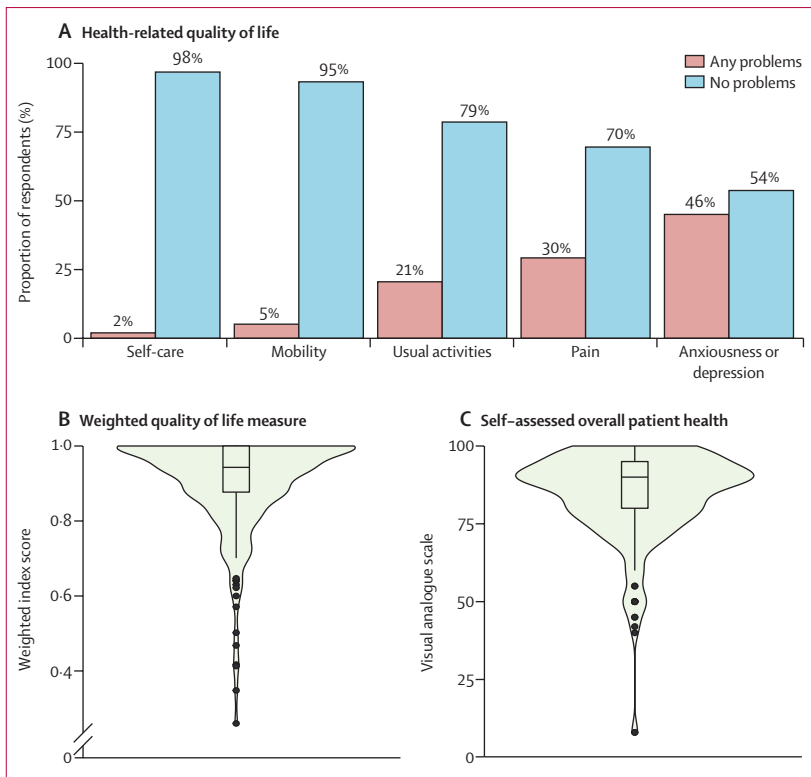 A Health-related quality of life
Proportion of respondents (%)
100
75
50
25
0
Any problems
No problems
2%
98%
5%
95%
21%
79%
30%
70%
46%
54%
Self-care
Mobility
Usual activities
Pain
Anxiousness or
depression
B Weighted quality of life measure
Weighted index score
1·0
0·8
0·6
0·4
0
C Self-assessed overall patient health
Visual analogue scale
100
75
50
25
0